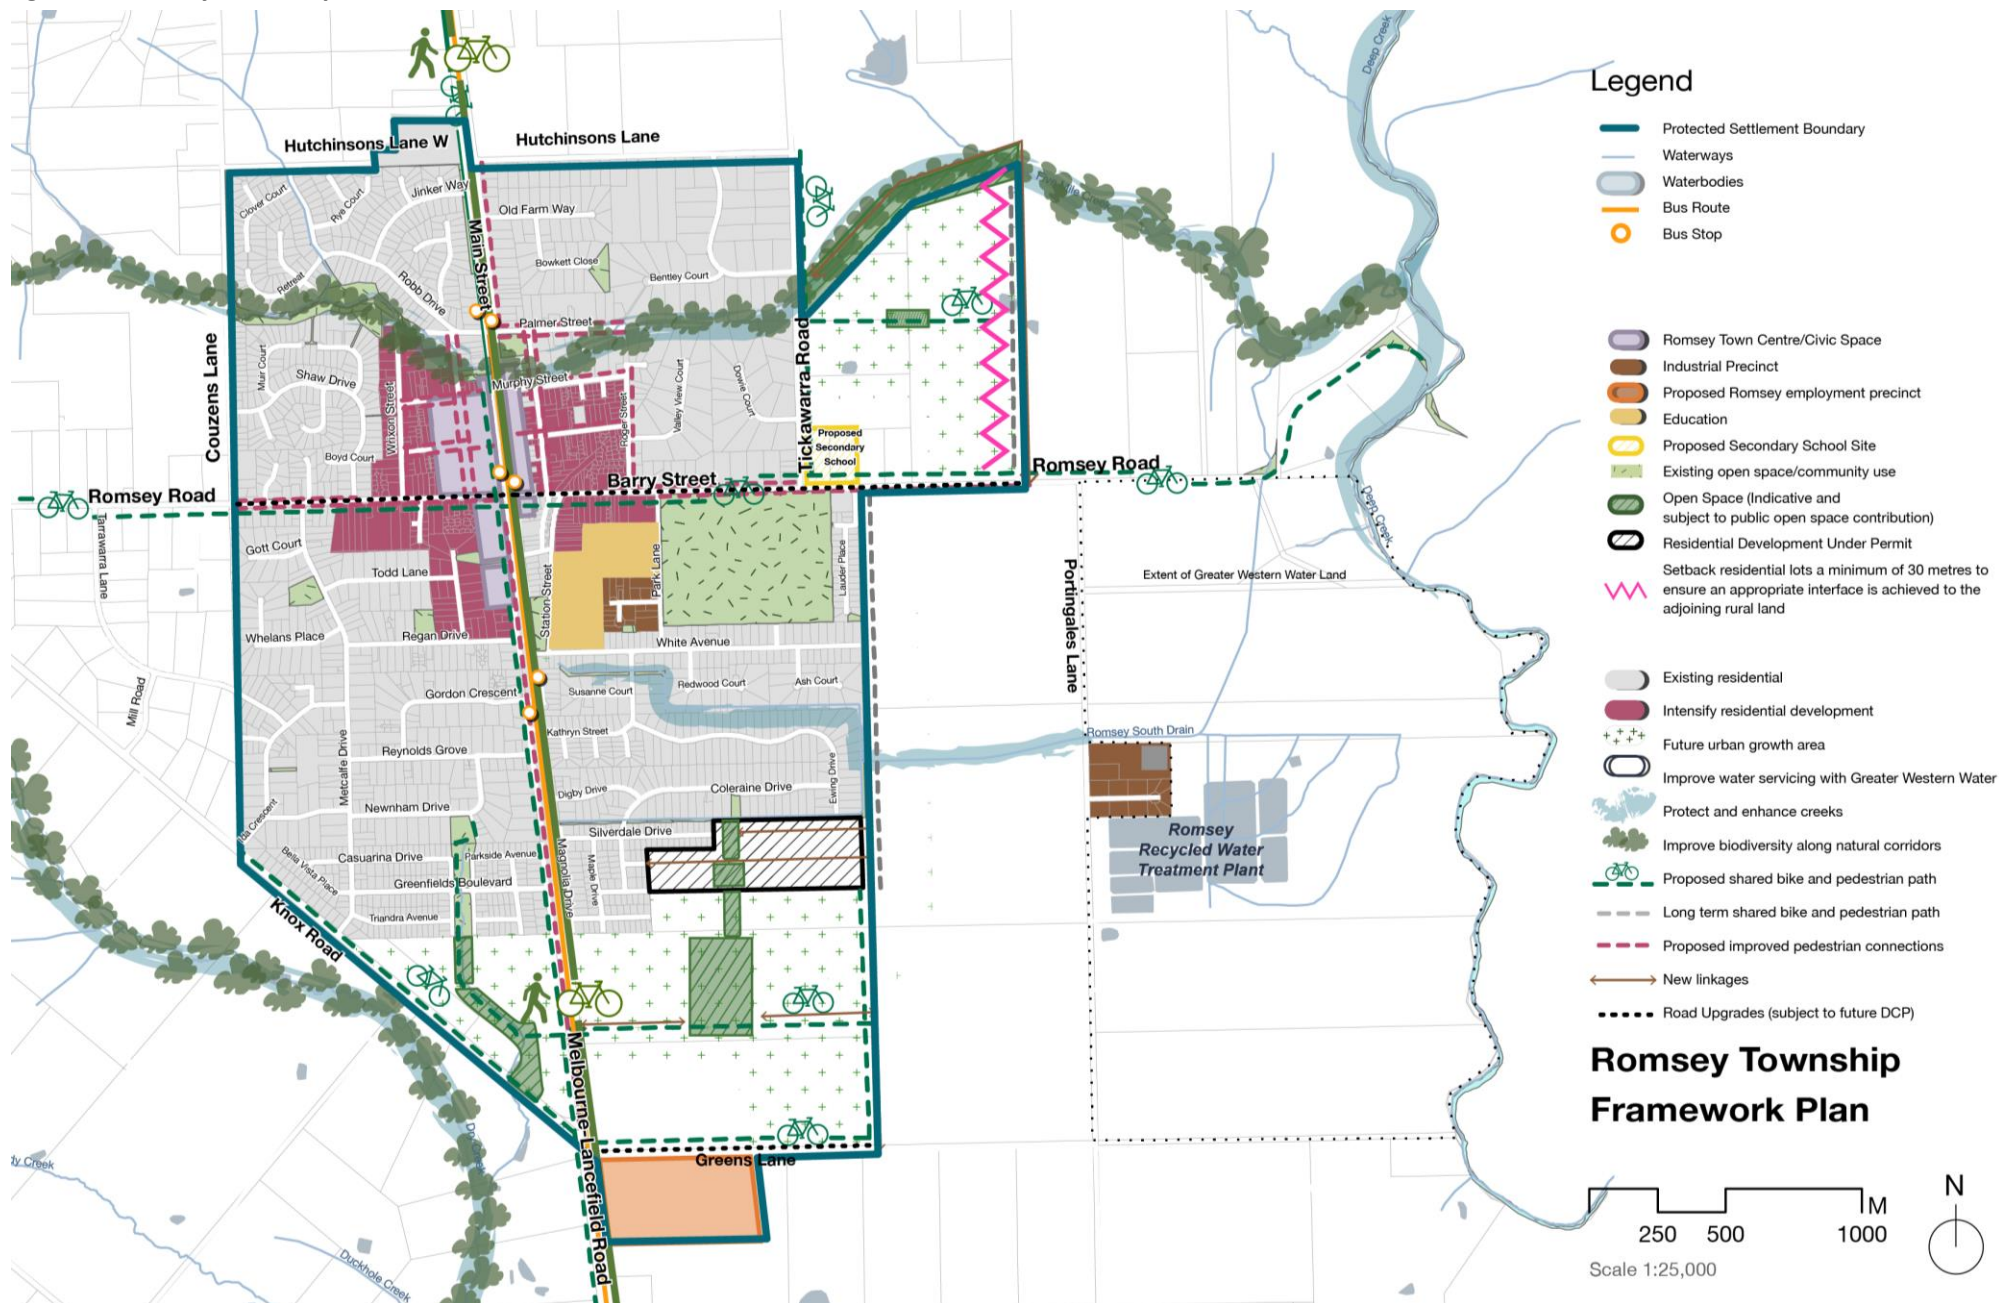 Hutchinsons Lane W
Hutchinsons Lane
Clover Court
Rye Court
Jinker Way
Old Farm Way
Main Street
Bowkett Close
Bentley Court
Retreat
Robb Drive
Palmer Street
Couzens Lane
Muir Court
Shaw Drive
Wrixon Street
Murphy Street
Roger Street
Valley View Court
Dowie Court
Tickawarra Road
Boyd Court
Proposed
Secondary
School
Barry Street
Romsey Road
Romsey Road
Deep Creek
Deep Creek
Tarrawarra Lane
Gott Court
Todd Lane
Station Street
Park Lane
Lauder Place
Portingales Lane
Extent of Greater Western Water Land
Whelans Place
Regan Drive
White Avenue
Mill Road
Gordon Crescent
Susanne Court
Redwood Court
Ash Court
Kathryn Street
Romsey South Drain
Metcalfe Drive
Reynolds Grove
Digby Drive
Coleraine Drive
Ewing Drive
Newnham Drive
Silverdale Drive
Bella Vista Place
Casuarina Drive
Parkside Avenue
Magnolia Drive
Maple Drive
Greenfields Boulevard
Triandra Avenue
Knox Road
Romsey
Recycled Water
Treatment Plant
Melbourne-Lancefield Road
Greens Lane
Duckhole Creek
Legend
Protected Settlement Boundary
Waterways
Waterbodies
Bus Route
Bus Stop
Romsey Town Centre/Civic Space
Industrial Precinct
Proposed Romsey employment precinct
Education
Proposed Secondary School Site
Existing open space/community use
Open Space (Indicative and
subject to public open space contribution)
Residential Development Under Permit
Setback residential lots a minimum of 30 metres to
ensure an appropriate interface is achieved to the
adjoining rural land
Existing residential
Intensify residential development
Future urban growth area
Improve water servicing with Greater Western Water
Protect and enhance creeks
Improve biodiversity along natural corridors
Proposed shared bike and pedestrian path
Long term shared bike and pedestrian path
Proposed improved pedestrian connections
New linkages
Road Upgrades (subject to future DCP)
Romsey Township
Framework Plan
M
250
500
1000
Scale 1:25,000
N